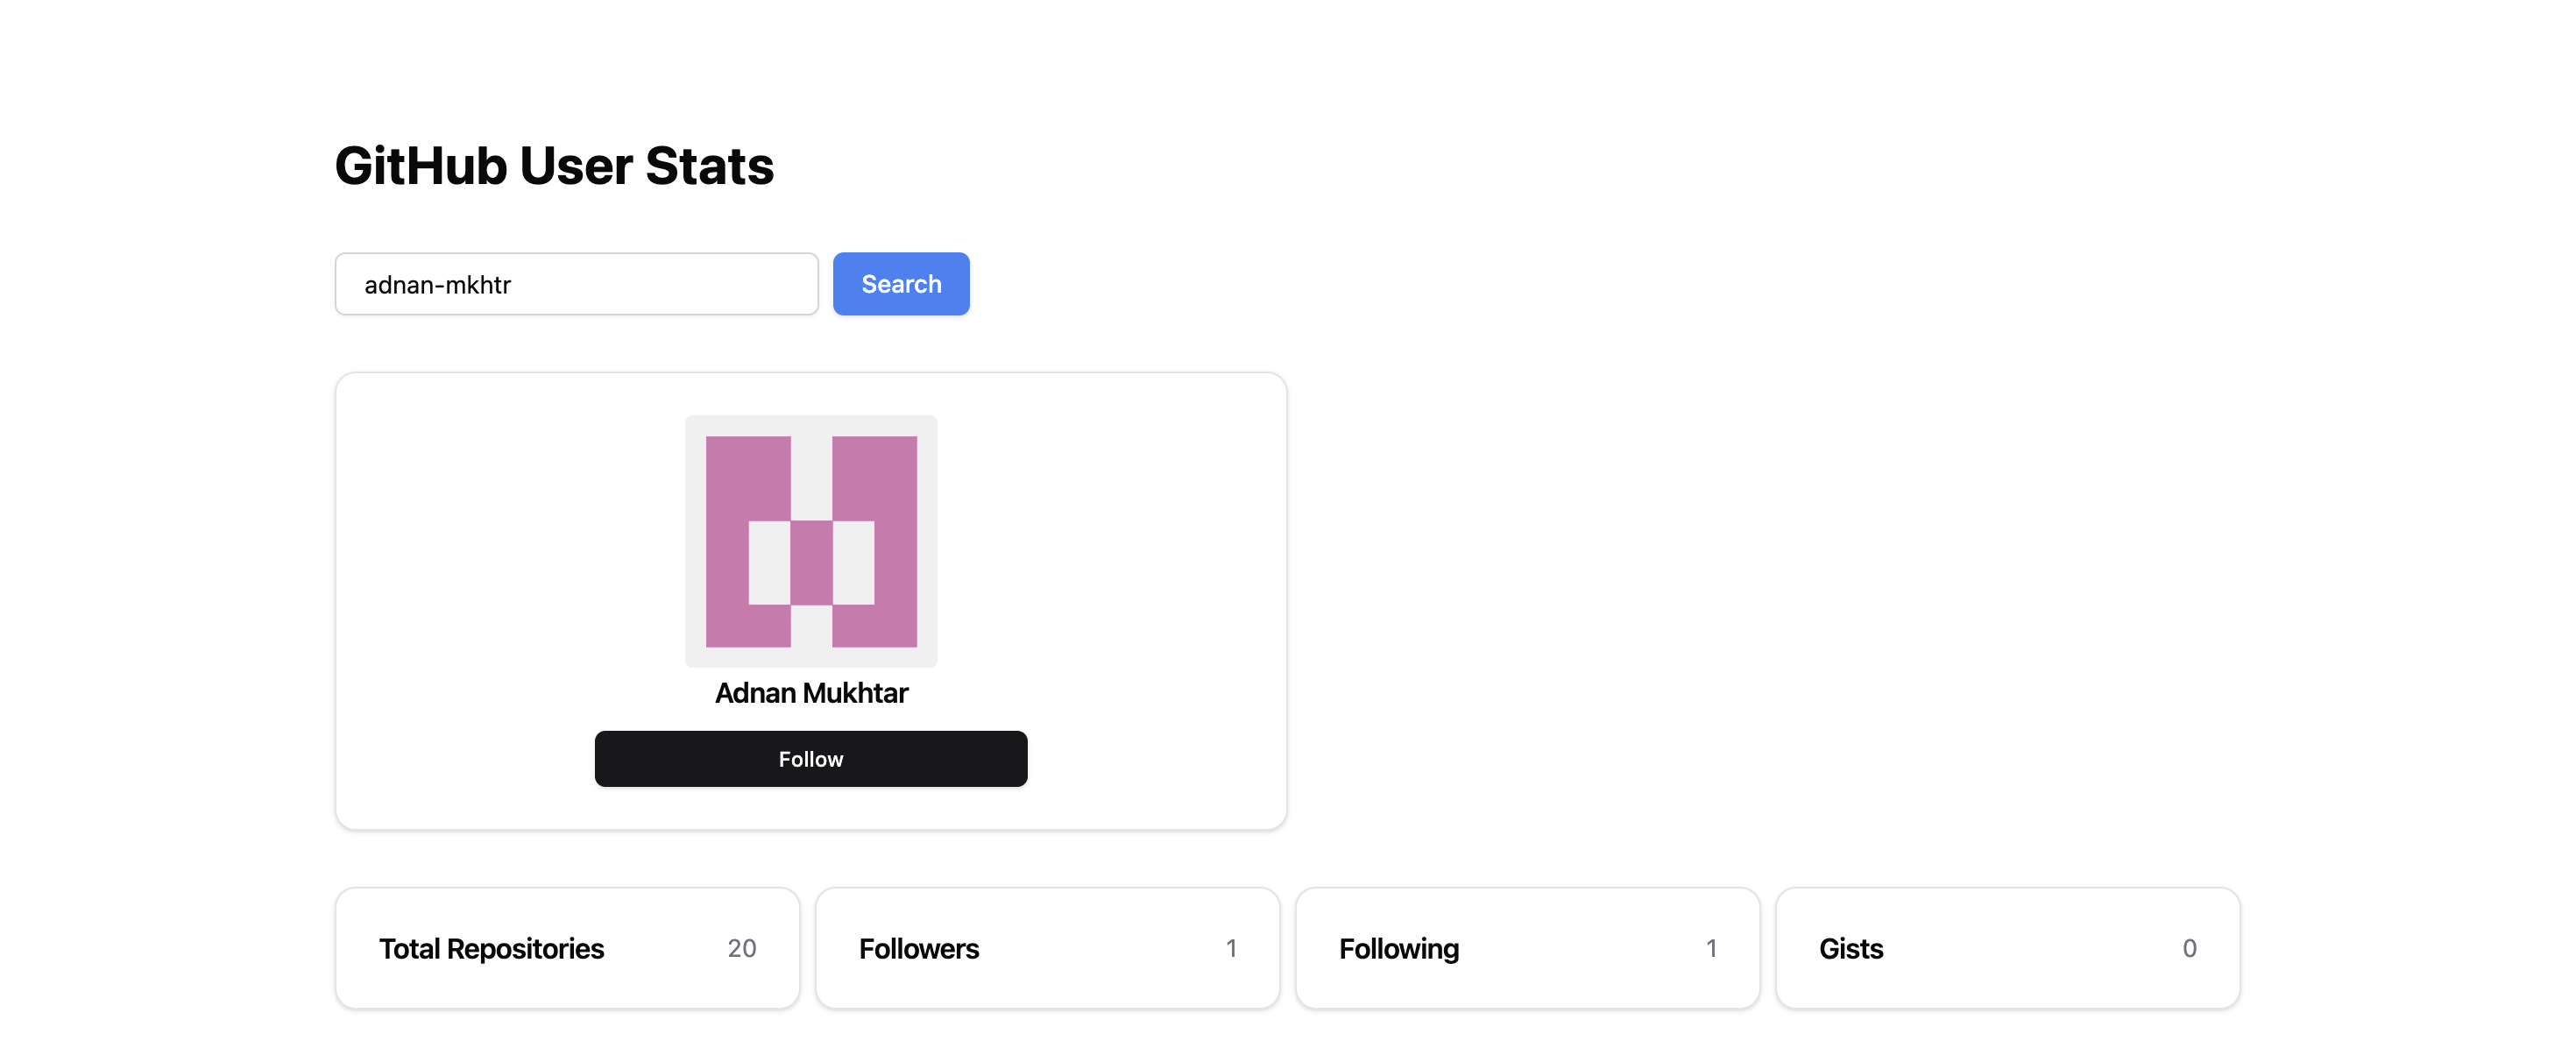 GitHub User Stats
adnan-mkhtr
Search
Adnan Mukhtar
Follow
Total Repositories 20
Followers 1
Following 1
Gists 0